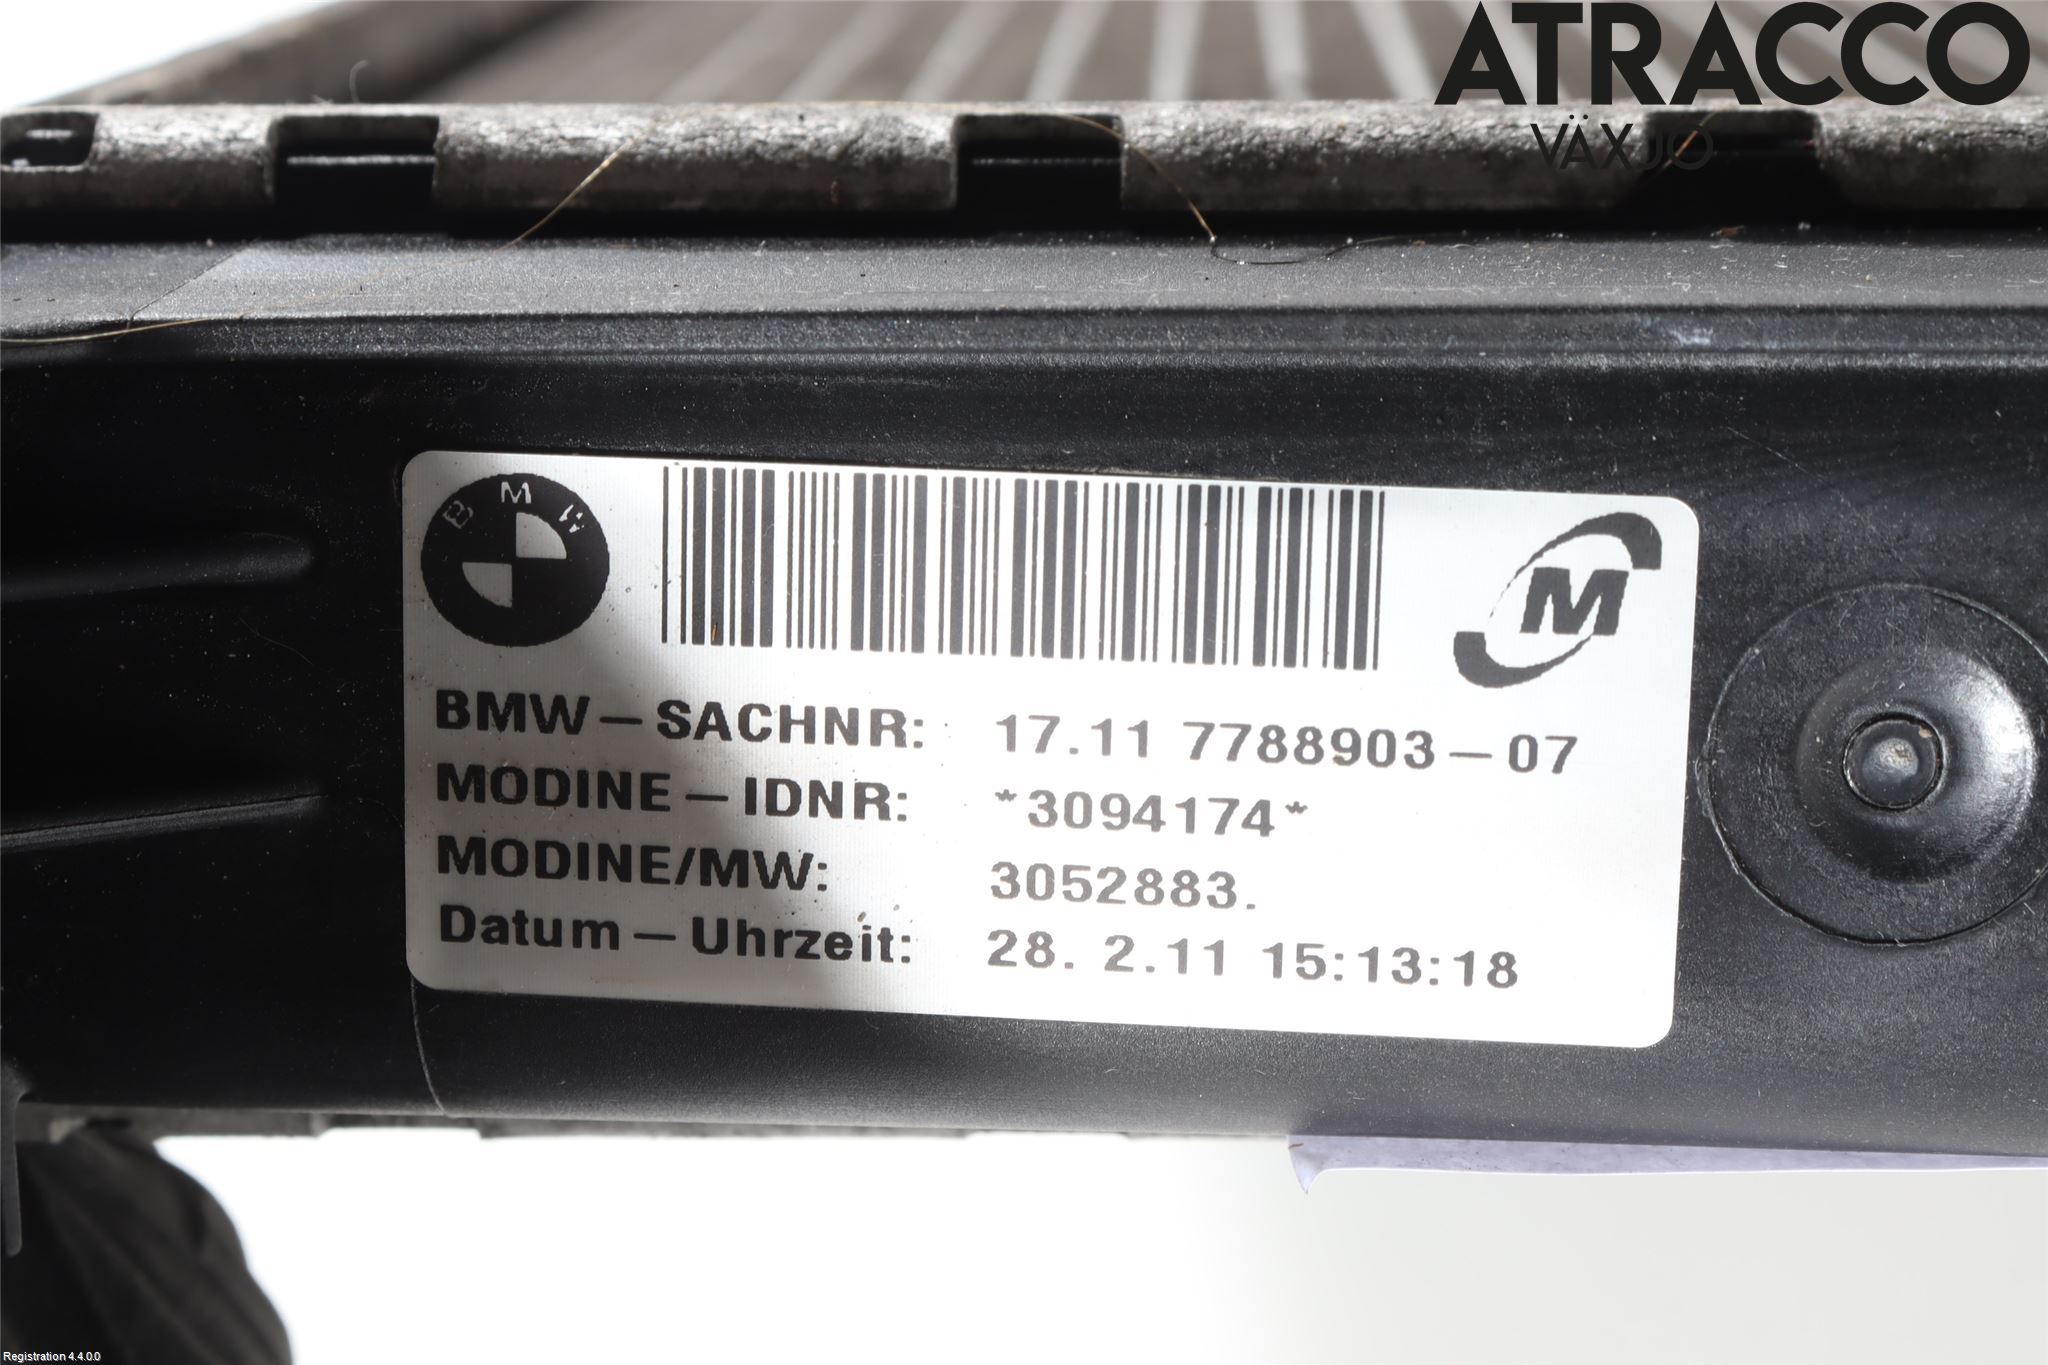 ATRACCO
VÄXJÖ
BMW
M
BMW–SACHNR: 17.11 7788903–07
MODINE–IDNR: *3094174*
MODINE/MW: 3052883.
Datum–Uhrzeit: 28. 2.11 15:13:18
Registration 4.4.0.0